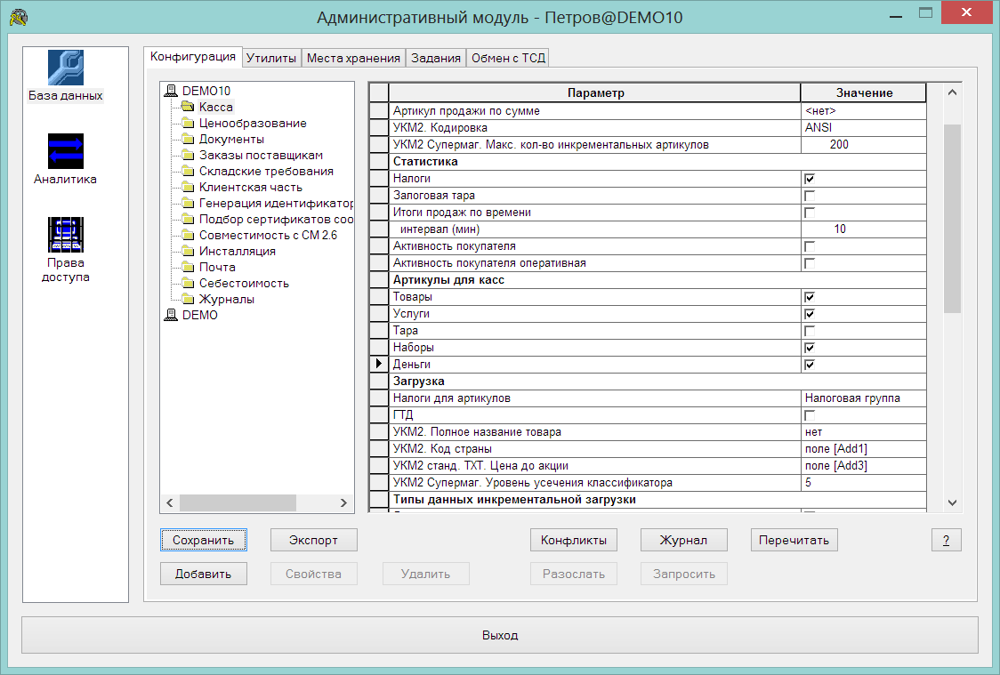 Административный модуль - Петров@DEMO10
База данных
Аналитика
Права
доступа
Конфигурация
Утилиты
Места хранения
Задания
Обмен с ТСД
DEMO10
Касса
Ценообразование
Документы
Заказы поставщикам
Складские требования
Клиентская часть
Генерация идентификатор
Подбор сертификатов соо
Совместимость с СМ 2.6
Инсталляция
Почта
Себестоимость
Журналы
DEMO
Параметр Значение
Артикул продажи по сумме <нет>
УКМ2. Кодировка ANSI
УКМ2 Супермаг. Макс. кол-во инкрементальных артикулов 200
Статистика
Налоги
Залоговая тара
Итоги продаж по времени
интервал (мин) 10
Активность покупателя
Активность покупателя оперативная
Артикулы для касс
Товары
Услуги
Тара
Наборы
Деньги
Загрузка
Налоги для артикулов Налоговая группа
ГТД
УКМ2. Полное название товара нет
УКМ2. Код страны поле [Add1]
УКМ2 станд. ТХТ. Цена до акции поле [Add3]
УКМ2 Супермаг. Уровень усечения классификатора 5
Типы данных инкрементальной загрузки
Сохранить Экспорт Конфликты Журнал Перечитать ?
Добавить Свойства Удалить Разослать Запросить
Выход